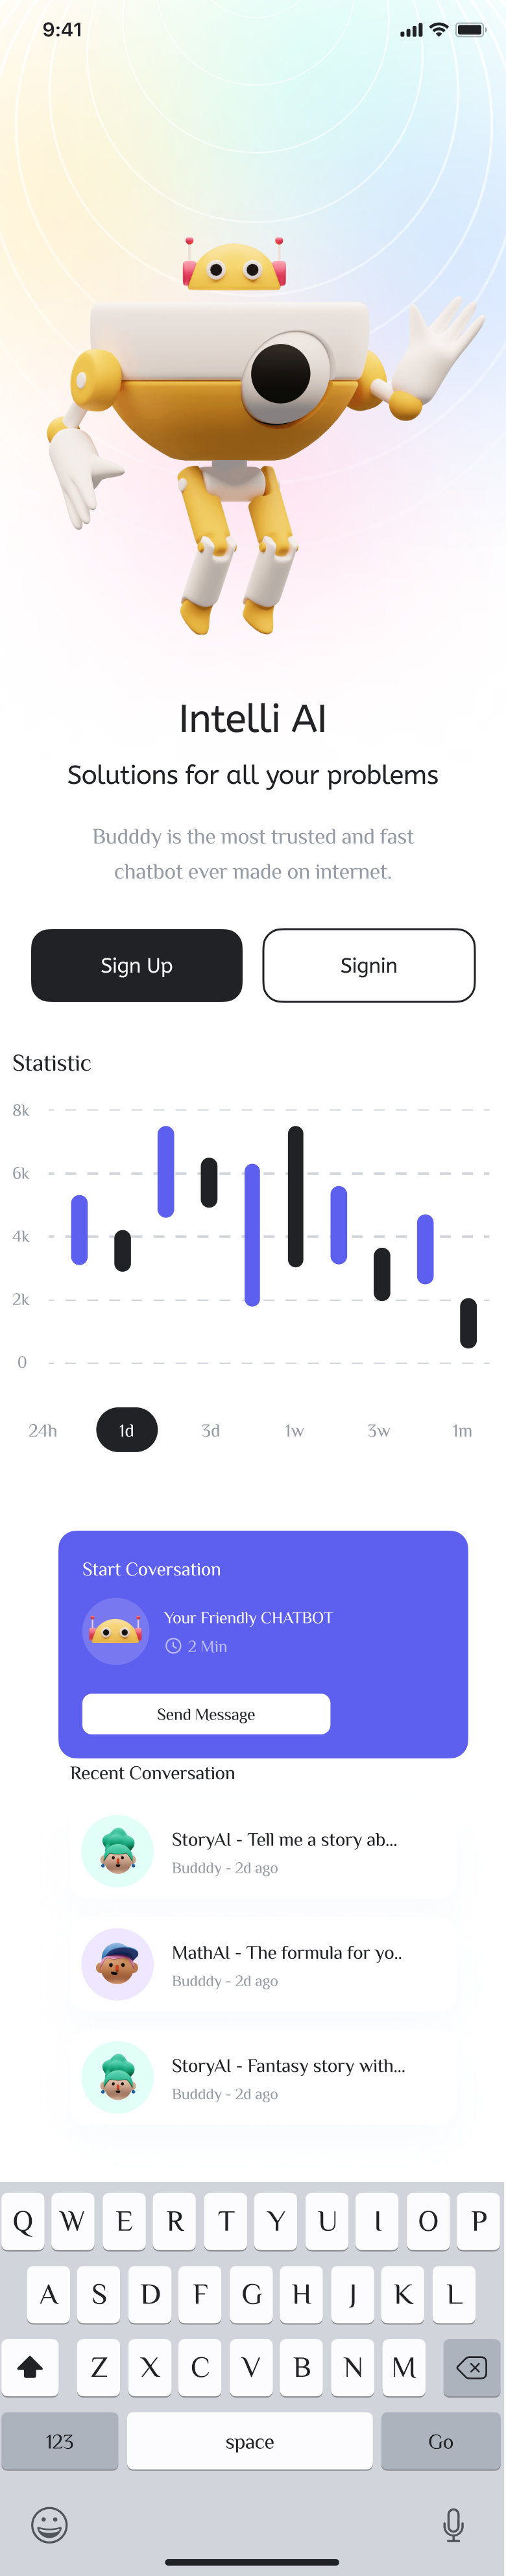 9:41
Intelli AI
Solutions for all your problems
Budddy is the most trusted and fast
chatbot ever made on internet.
Sign Up
Signin
Statistic
8k
6k
4k
2k
0
24h 1d 3d 1w 3w 1m
Start Coversation
Your Friendly CHATBOT
2 Min
Send Message
Recent Conversation
StoryAI - Tell me a story ab...
Budddy - 2d ago
MathAI - The formula for yo..
Budddy - 2d ago
StoryAI - Fantasy story with...
Budddy - 2d ago
Q W E R T Y U I O P
A S D F G H J K L
Z X C V B N M
123 space Go